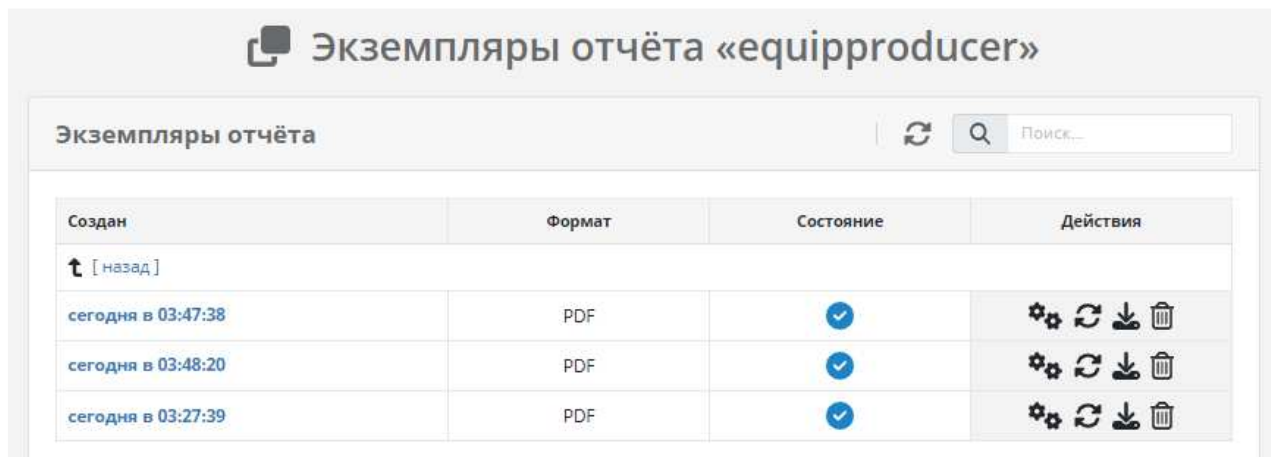 Экземпляры отчёта «equipproducer»
Экземпляры отчёта
Поиск...
Создан Формат Состояние Действия
[ назад ]
сегодня в 03:47:38 PDF
сегодня в 03:48:20 PDF
сегодня в 03:27:39 PDF